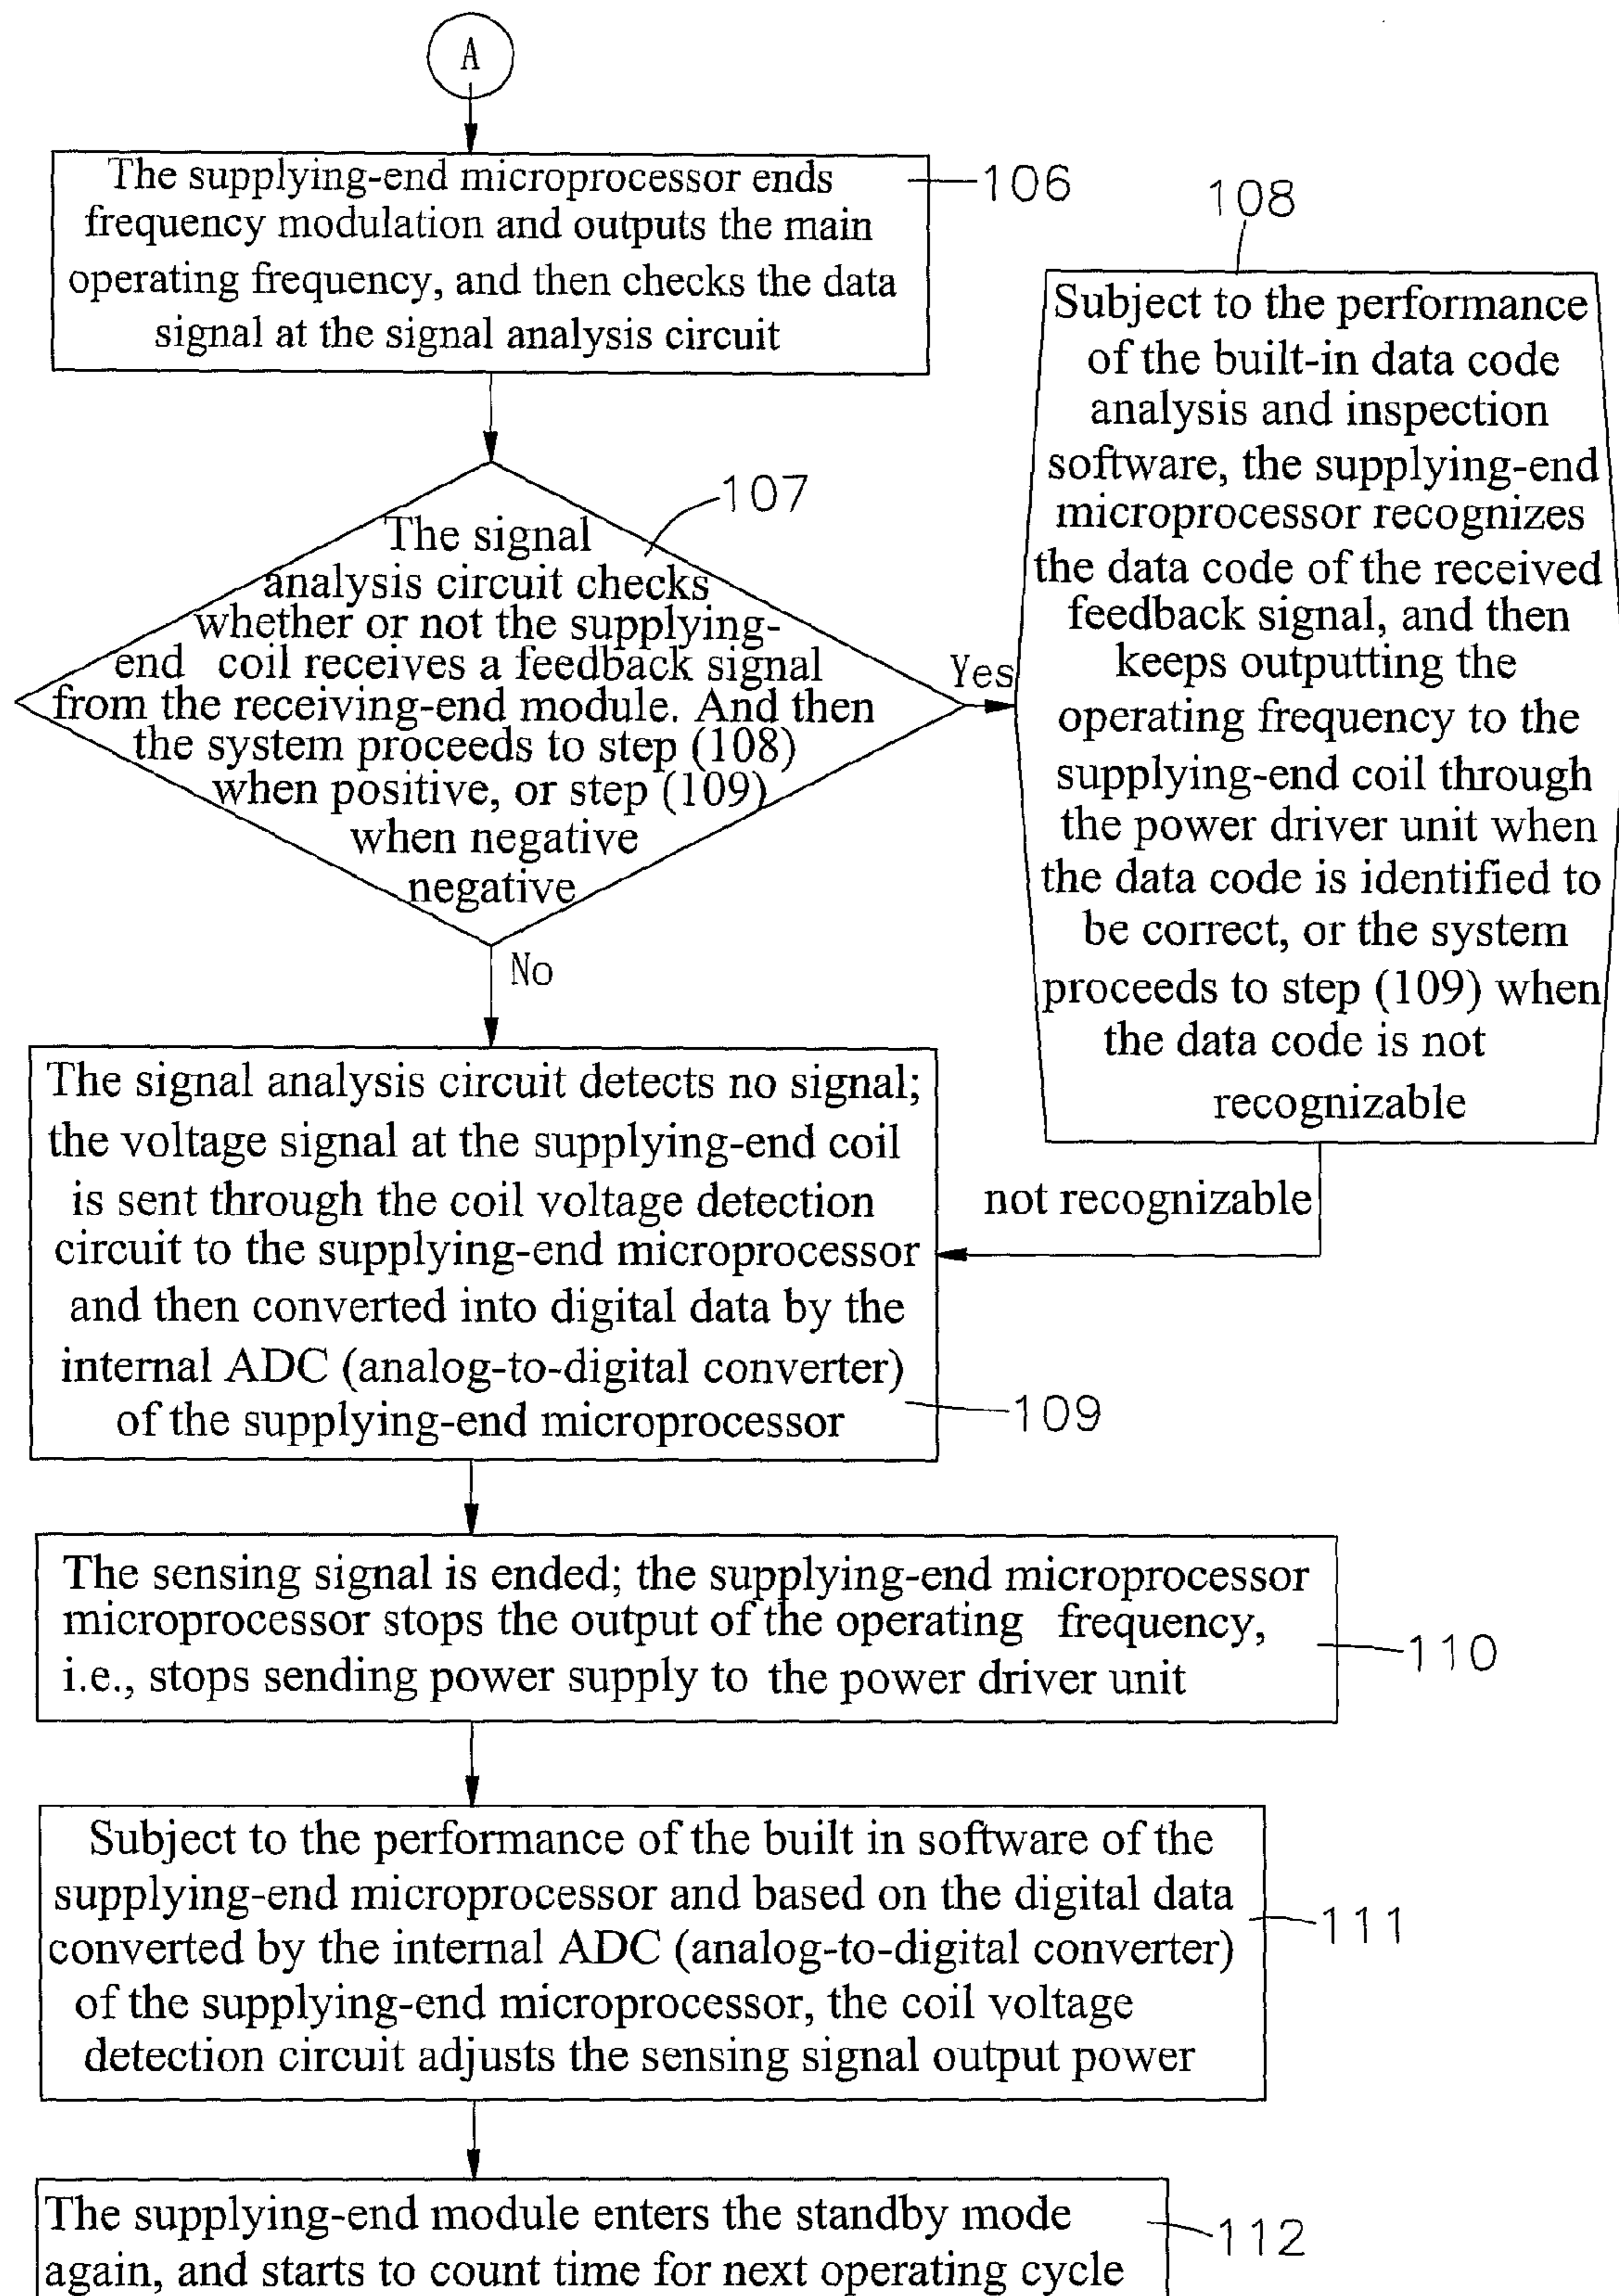 A
The supplying-end microprocessor ends
frequency modulation and outputs the main
operating frequency, and then checks the data
signal at the signal analysis circuit
106
107
The signal
analysis circuit checks
whether or not the supplying-
end coil receives a feedback signal
from the receiving-end module. And then
the system proceeds to step (108)
when positive, or step (109)
when negative
negative
Yes
No
108
Subject to the performance
of the built-in data code
analysis and inspection
software, the supplying-end
microprocessor recognizes
the data code of the received
feedback signal, and then
keeps outputting the
operating frequency to the
supplying-end coil through
the power driver unit when
the data code is identified to
be correct, or the system
proceeds to step (109) when
the data code is not
recognizable
not recognizable
The signal analysis circuit detects no signal;
the voltage signal at the supplying-end coil
is sent through the coil voltage detection
circuit to the supplying-end microprocessor
and then converted into digital data by the
internal ADC (analog-to-digital converter)
of the supplying-end microprocessor
109
The sensing signal is ended; the supplying-end microprocessor
microprocessor stops the output of the operating frequency,
i.e., stops sending power supply to the power driver unit
110
Subject to the performance of the built in software of the
supplying-end microprocessor and based on the digital data
converted by the internal ADC (analog-to-digital converter)
of the supplying-end microprocessor, the coil voltage
detection circuit adjusts the sensing signal output power
111
The supplying-end module enters the standby mode
again, and starts to count time for next operating cycle
112